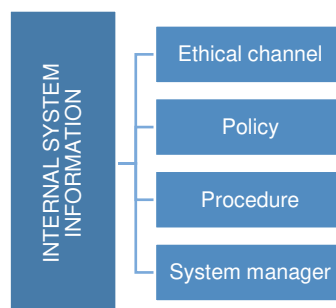 INTERNAL SYSTEM
INFORMATION
Ethical channel
Policy
Procedure
System manager